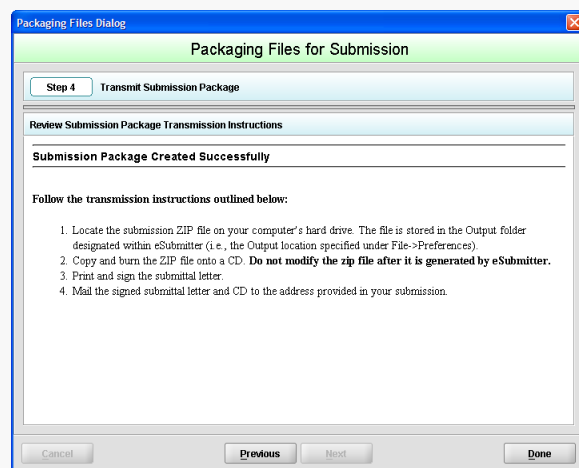 Packaging Files Dialog
Packaging Files for Submission
Step 4 Transmit Submission Package
Review Submission Package Transmission Instructions
Submission Package Created Successfully
Follow the transmission instructions outlined below:
1. Locate the submission ZIP file on your computer's hard drive. The file is stored in the Output folder
designated within eSubmitter (i.e., the Output location specified under File->Preferences).
2. Copy and burn the ZIP file onto a CD. Do not modify the zip file after it is generated by eSubmitter.
3. Print and sign the submittal letter.
4. Mail the signed submittal letter and CD to the address provided in your submission.
Cancel Previous Next Done